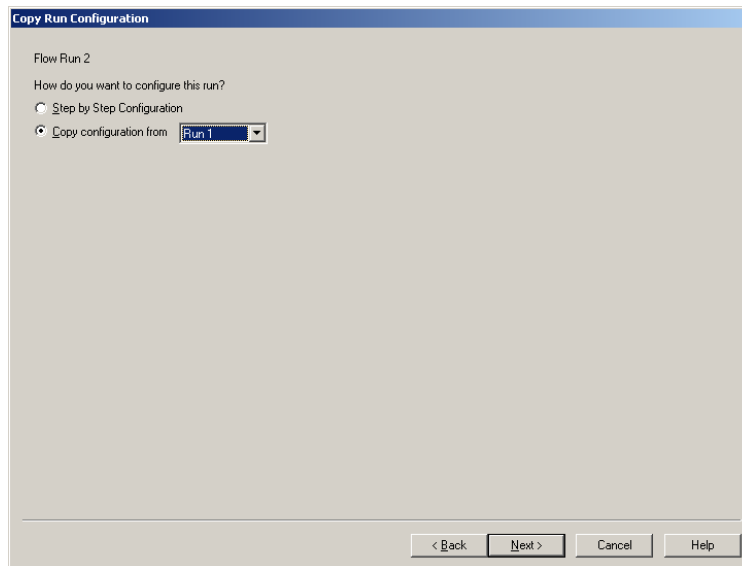 Copy Run Configuration
Flow Run 2
How do you want to configure this run?
Step by Step Configuration
Copy configuration from Run 1
< Back Next > Cancel Help